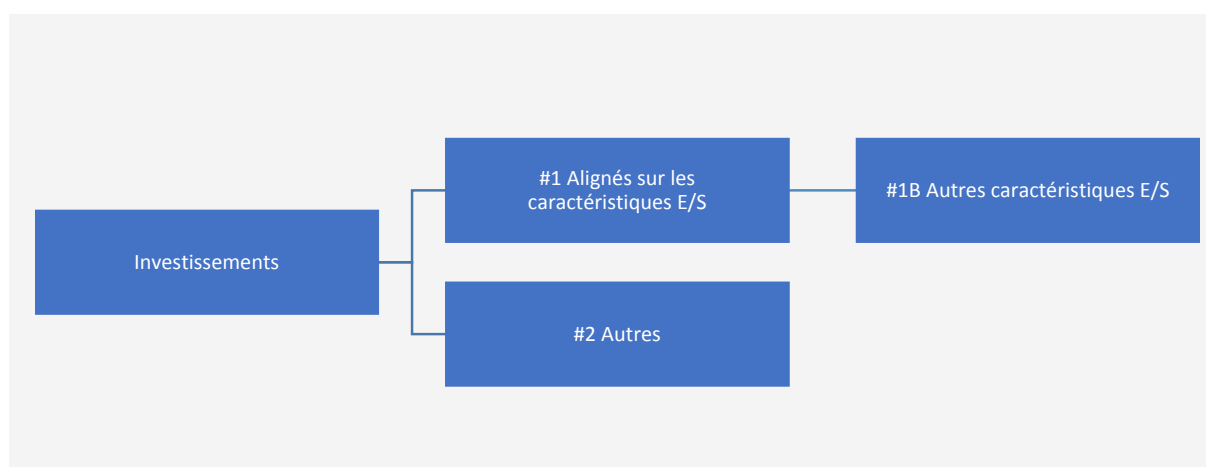 #1 Alignés sur les
caractéristiques E/S
#1B Autres caractéristiques E/S
Investissements
#2 Autres